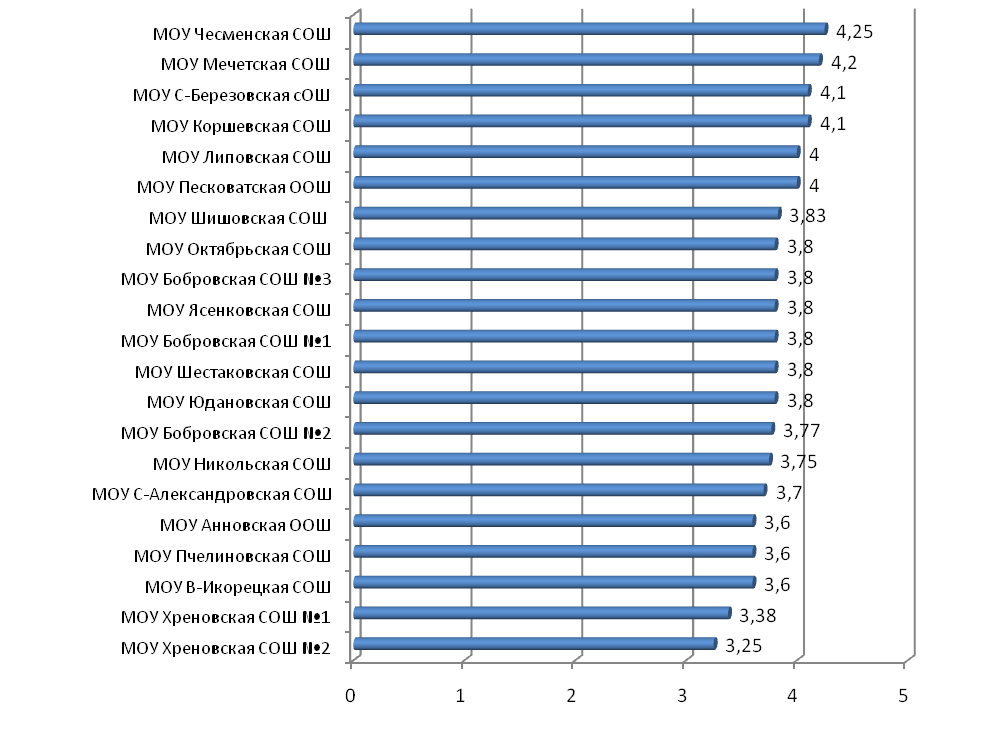 МОУ Чесменская СОШ 4,25
МОУ Мечетская СОШ 4,2
МОУ С-Березовская сОШ 4,1
МОУ Коршевская СОШ 4,1
МОУ Липовская СОШ 4
МОУ Песковатская ООШ 4
МОУ Шишовская СОШ 3,83
МОУ Октябрьская СОШ 3,8
МОУ Бобровская СОШ №3 3,8
МОУ Ясенковская СОШ 3,8
МОУ Бобровская СОШ №1 3,8
МОУ Шестаковская СОШ 3,8
МОУ Юдановская СОШ 3,8
МОУ Бобровская СОШ №2 3,77
МОУ Никольская СОШ 3,75
МОУ С-Александровская СОШ 3,7
МОУ Анновская ООШ 3,6
МОУ Пчелиновская СОШ 3,6
МОУ В-Икорецкая СОШ 3,6
МОУ Хреновская СОШ №1 3,38
МОУ Хреновская СОШ №2 3,25
0 1 2 3 4 5